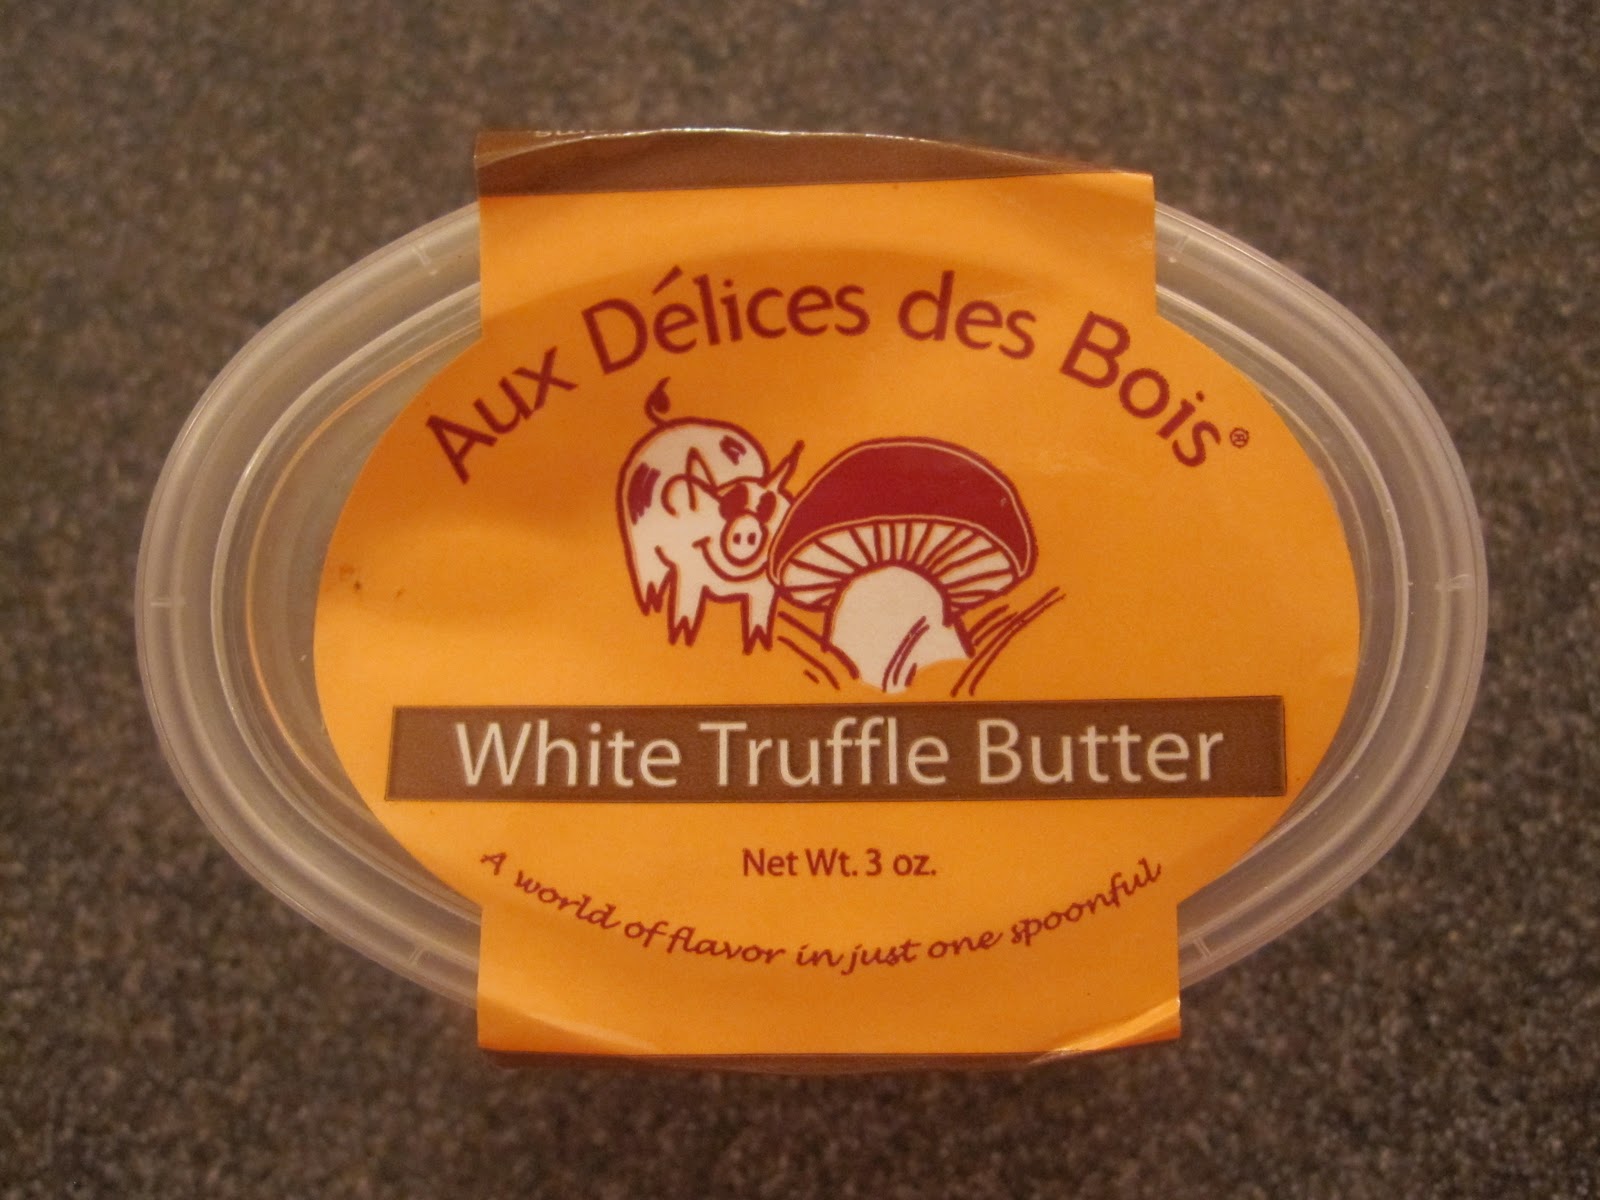 Aux Délices des Bois®
White Truffle Butter
Net Wt. 3 oz.
A world of flavor in just one spoonful